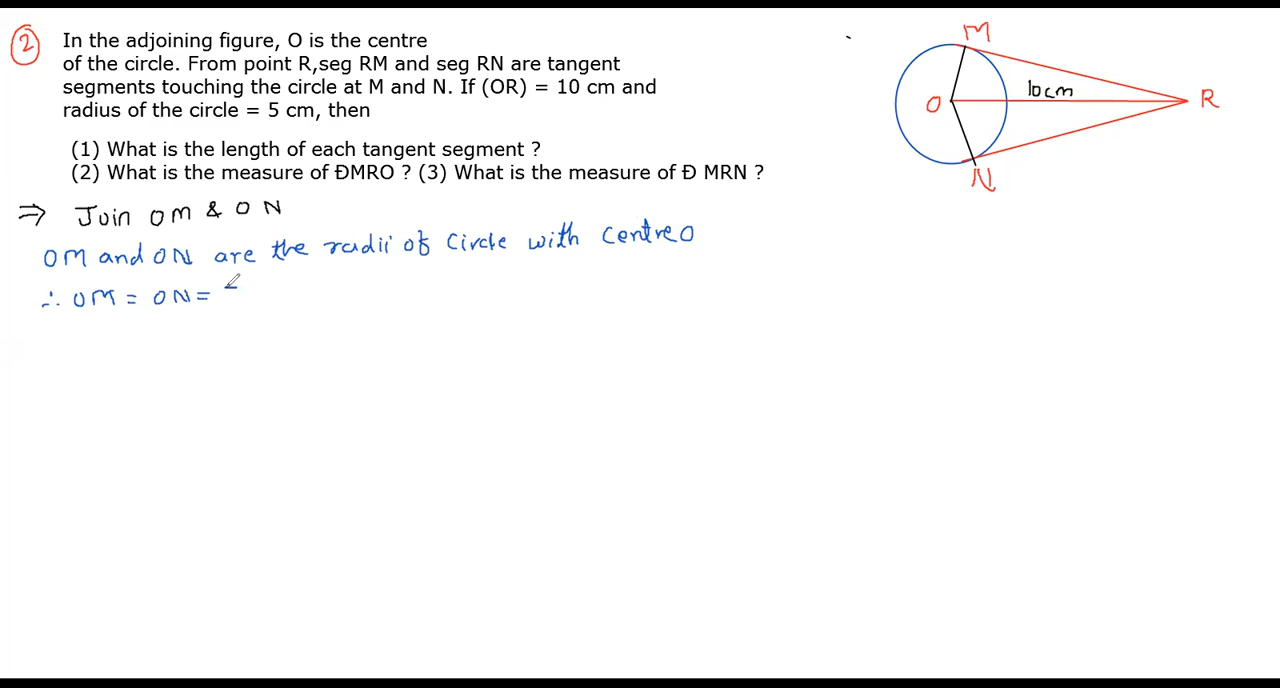 2
In the adjoining figure, O is the centre
of the circle. From point R,seg RM and seg RN are tangent
segments touching the circle at M and N. If (OR) = 10 cm and
radius of the circle = 5 cm, then
(1) What is the length of each tangent segment ?
(2) What is the measure of ÐMRO ? (3) What is the measure of Ð MRN ?
⇒ Join OM & ON
OM and ON are the radii of circle with centre O
∴ OM = ON =
M
10cm
O
R
N